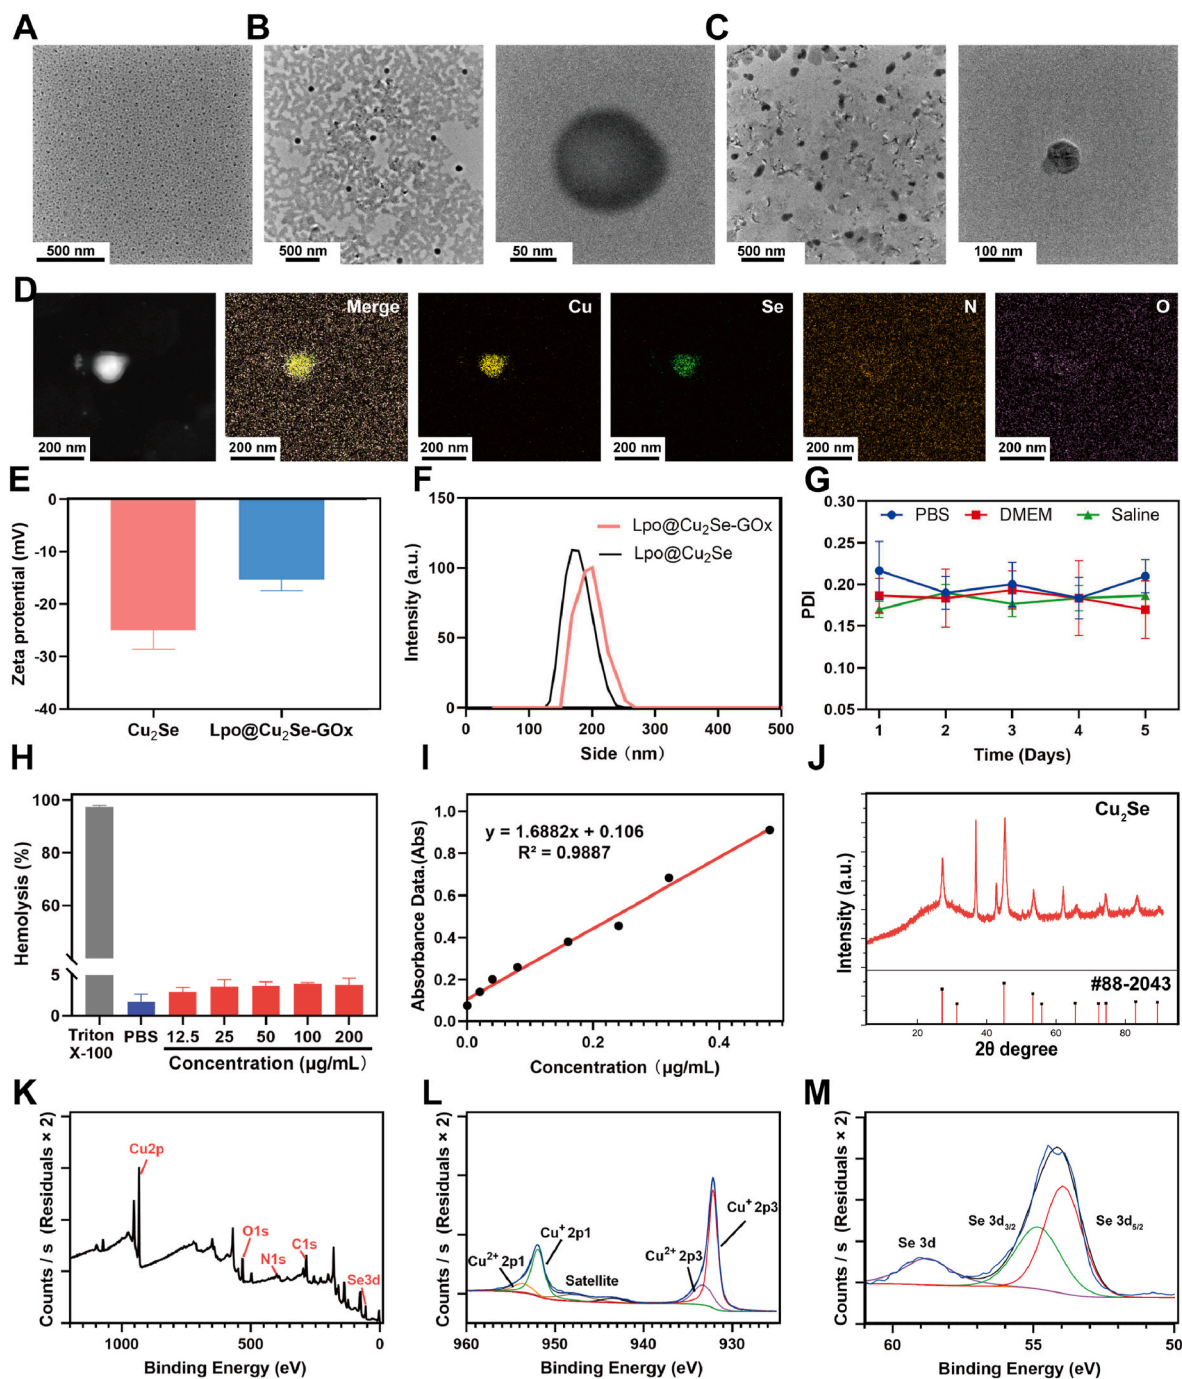 A
B
C
500 nm
500 nm
50 nm
500 nm
100 nm
D
Merge
Cu
Se
N
O
200 nm
200 nm
200 nm
200 nm
200 nm
200 nm
E
Zeta protential (mV)
0
-10
-20
-30
-40
Cu₂Se
Lpo@Cu₂Se-GOx
F
Intensity (a.u.)
150
100
50
0
Lpo@Cu₂Se-GOx
Lpo@Cu₂Se
0 100 200 300 400 500
Side (nm)
G
PDI
0.30
0.25
0.20
0.15
0.10
0.05
PBS DMEM Saline
1 2 3 4 5
Time (Days)
H
Hemolysis (%)
100
60
5
0
Triton X-100
PBS 12.5 25 50 100 200
Concentration (μg/mL)
I
Absorbance Data.(Abs)
1.0
0.8
0.6
0.4
0.2
0.0
y = 1.6882x + 0.106
R² = 0.9887
0.0 0.2 0.4
Concentration (μg/mL)
J
Intensity (a.u.)
Cu₂Se
#88-2043
20 40 60 80
2θ degree
K
Counts / s (Residuals × 2)
Cu2p
O1s
N1s
C1s
Se3d
1000 500 0
Binding Energy (eV)
L
Counts / s (Residuals × 2)
Cu²⁺ 2p1
Cu⁺ 2p1
Satellite
Cu²⁺ 2p3
Cu⁺ 2p3
960 950 940 930
Binding Energy (eV)
M
Counts / s (Residuals × 2)
Se 3d
Se 3d₃/₂
Se 3d₅/₂
60 55 50
Binding Energy (eV)